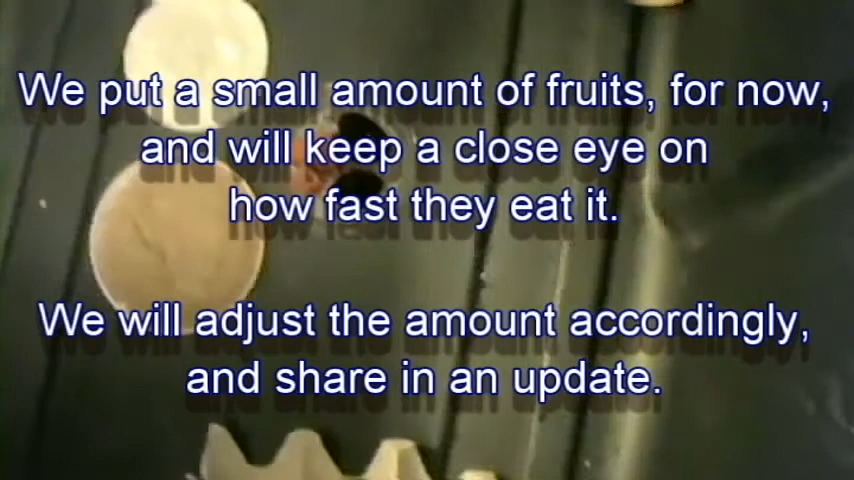 We put a small amount of fruits, for now,
and will keep a close eye on
how fast they eat it.
We will adjust the amount accordingly,
and share in an update.